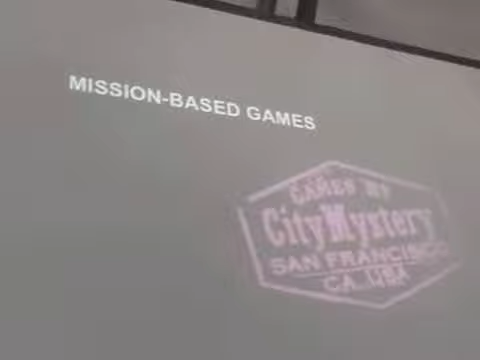 MISSION-BASED GAMES
GAMES BY
CityMystery
SAN FRANCISCO
CA. USA